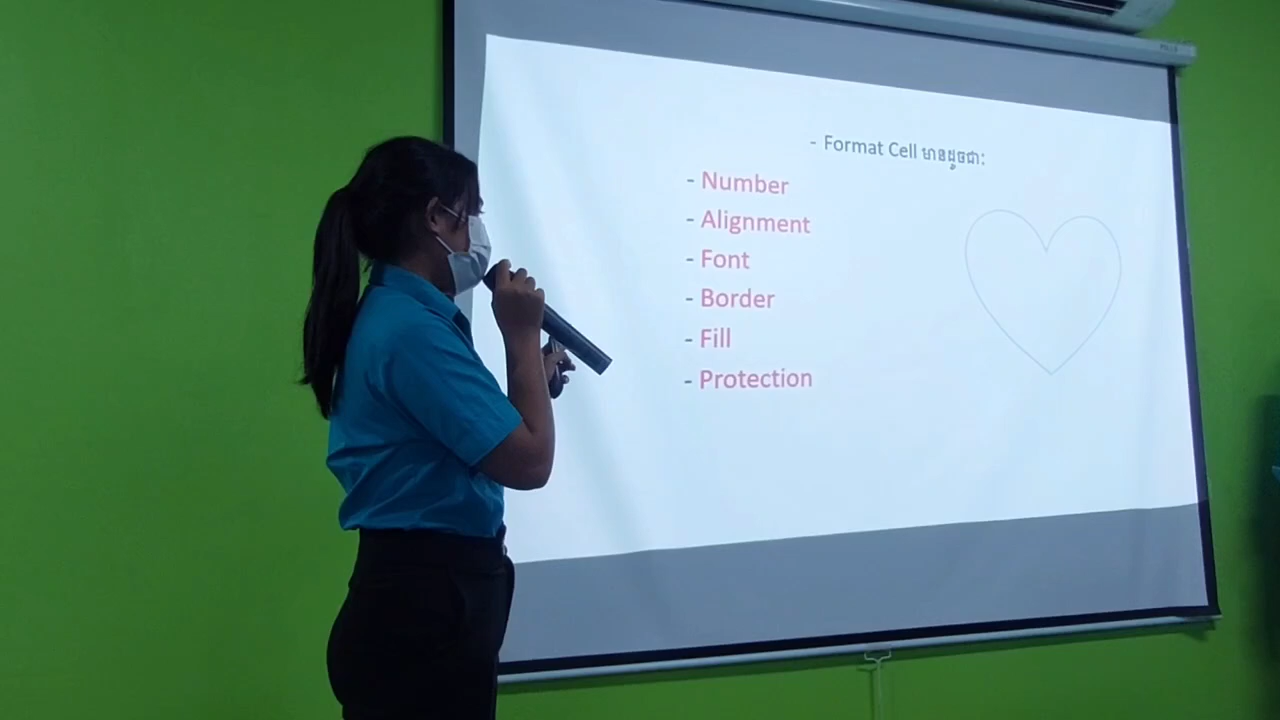 - Format Cell មានដូចជាៈ
- Number
- Alignment
- Font
- Border
- Fill
- Protection